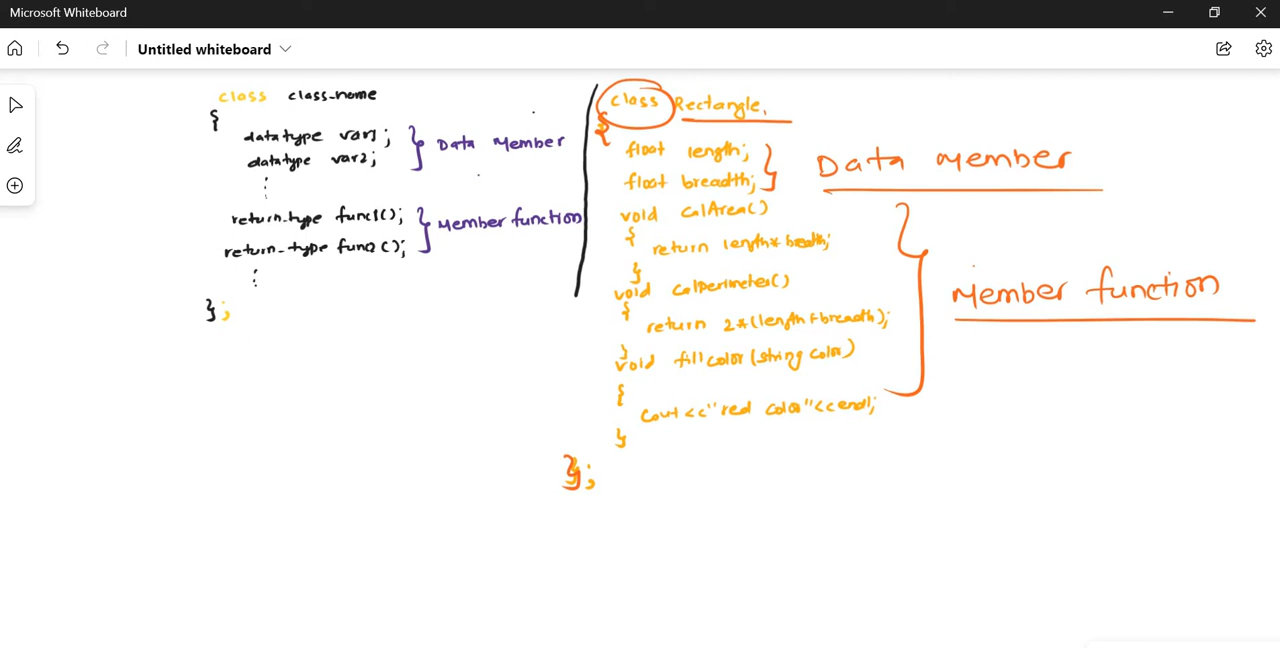 Microsoft Whiteboard
Untitled whiteboard
class class_name
{
datatype var1;
datatype var2;
} Data Member
⋮
return_type func1();
return_type func2();
} Member function
⋮
};
class Rectangle.
{
float length;
float breadth;
} Data member
void calArea()
{
return length* breadth;
}
void calperimeter()
{
return 2*(length+breadth);
}
void fillcolor(string color)
{
cout<<"red color"<<endl;
}
} Member function
};